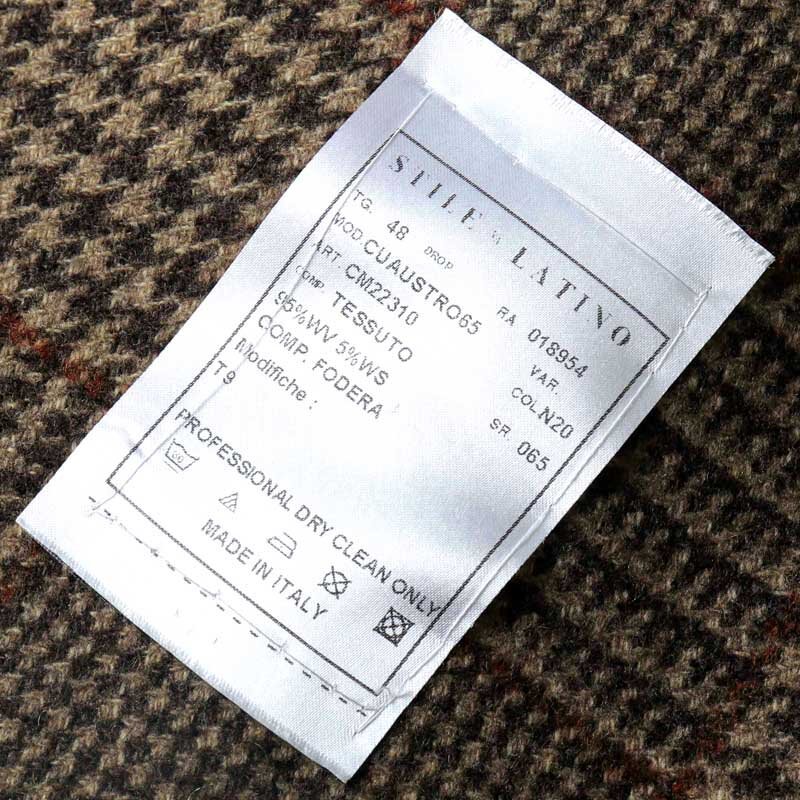 STILE LATINO
TG. 48 DROP RA 018954
MOD. CUAUSTRO65 VAR.
ART. CM22310 COL. N20
COMP. TESSUTO SR. 065
95%WV 5%WS
COMP. FODERA
Modifiche :
T9
PROFESSIONAL DRY CLEAN ONLY
MADE IN ITALY